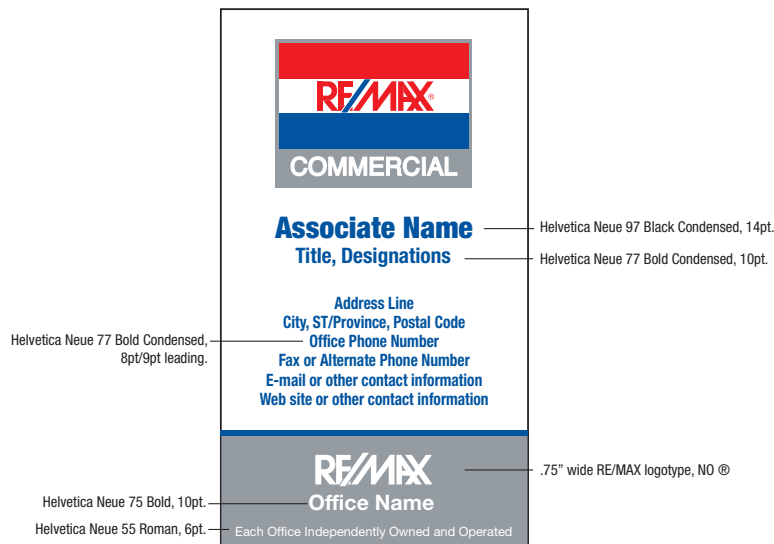 RE/MAX®
COMMERCIAL
Associate Name
Helvetica Neue 97 Black Condensed, 14pt.
Title, Designations
Helvetica Neue 77 Bold Condensed, 10pt.
Address Line
City, ST/Province, Postal Code
Helvetica Neue 77 Bold Condensed,
8pt/9pt leading.
Office Phone Number
Fax or Alternate Phone Number
E-mail or other contact information
Web site or other contact information
RE/MAX
.75” wide RE/MAX logotype, NO ®
Helvetica Neue 75 Bold, 10pt.
Office Name
Helvetica Neue 55 Roman, 6pt.
Each Office Independently Owned and Operated